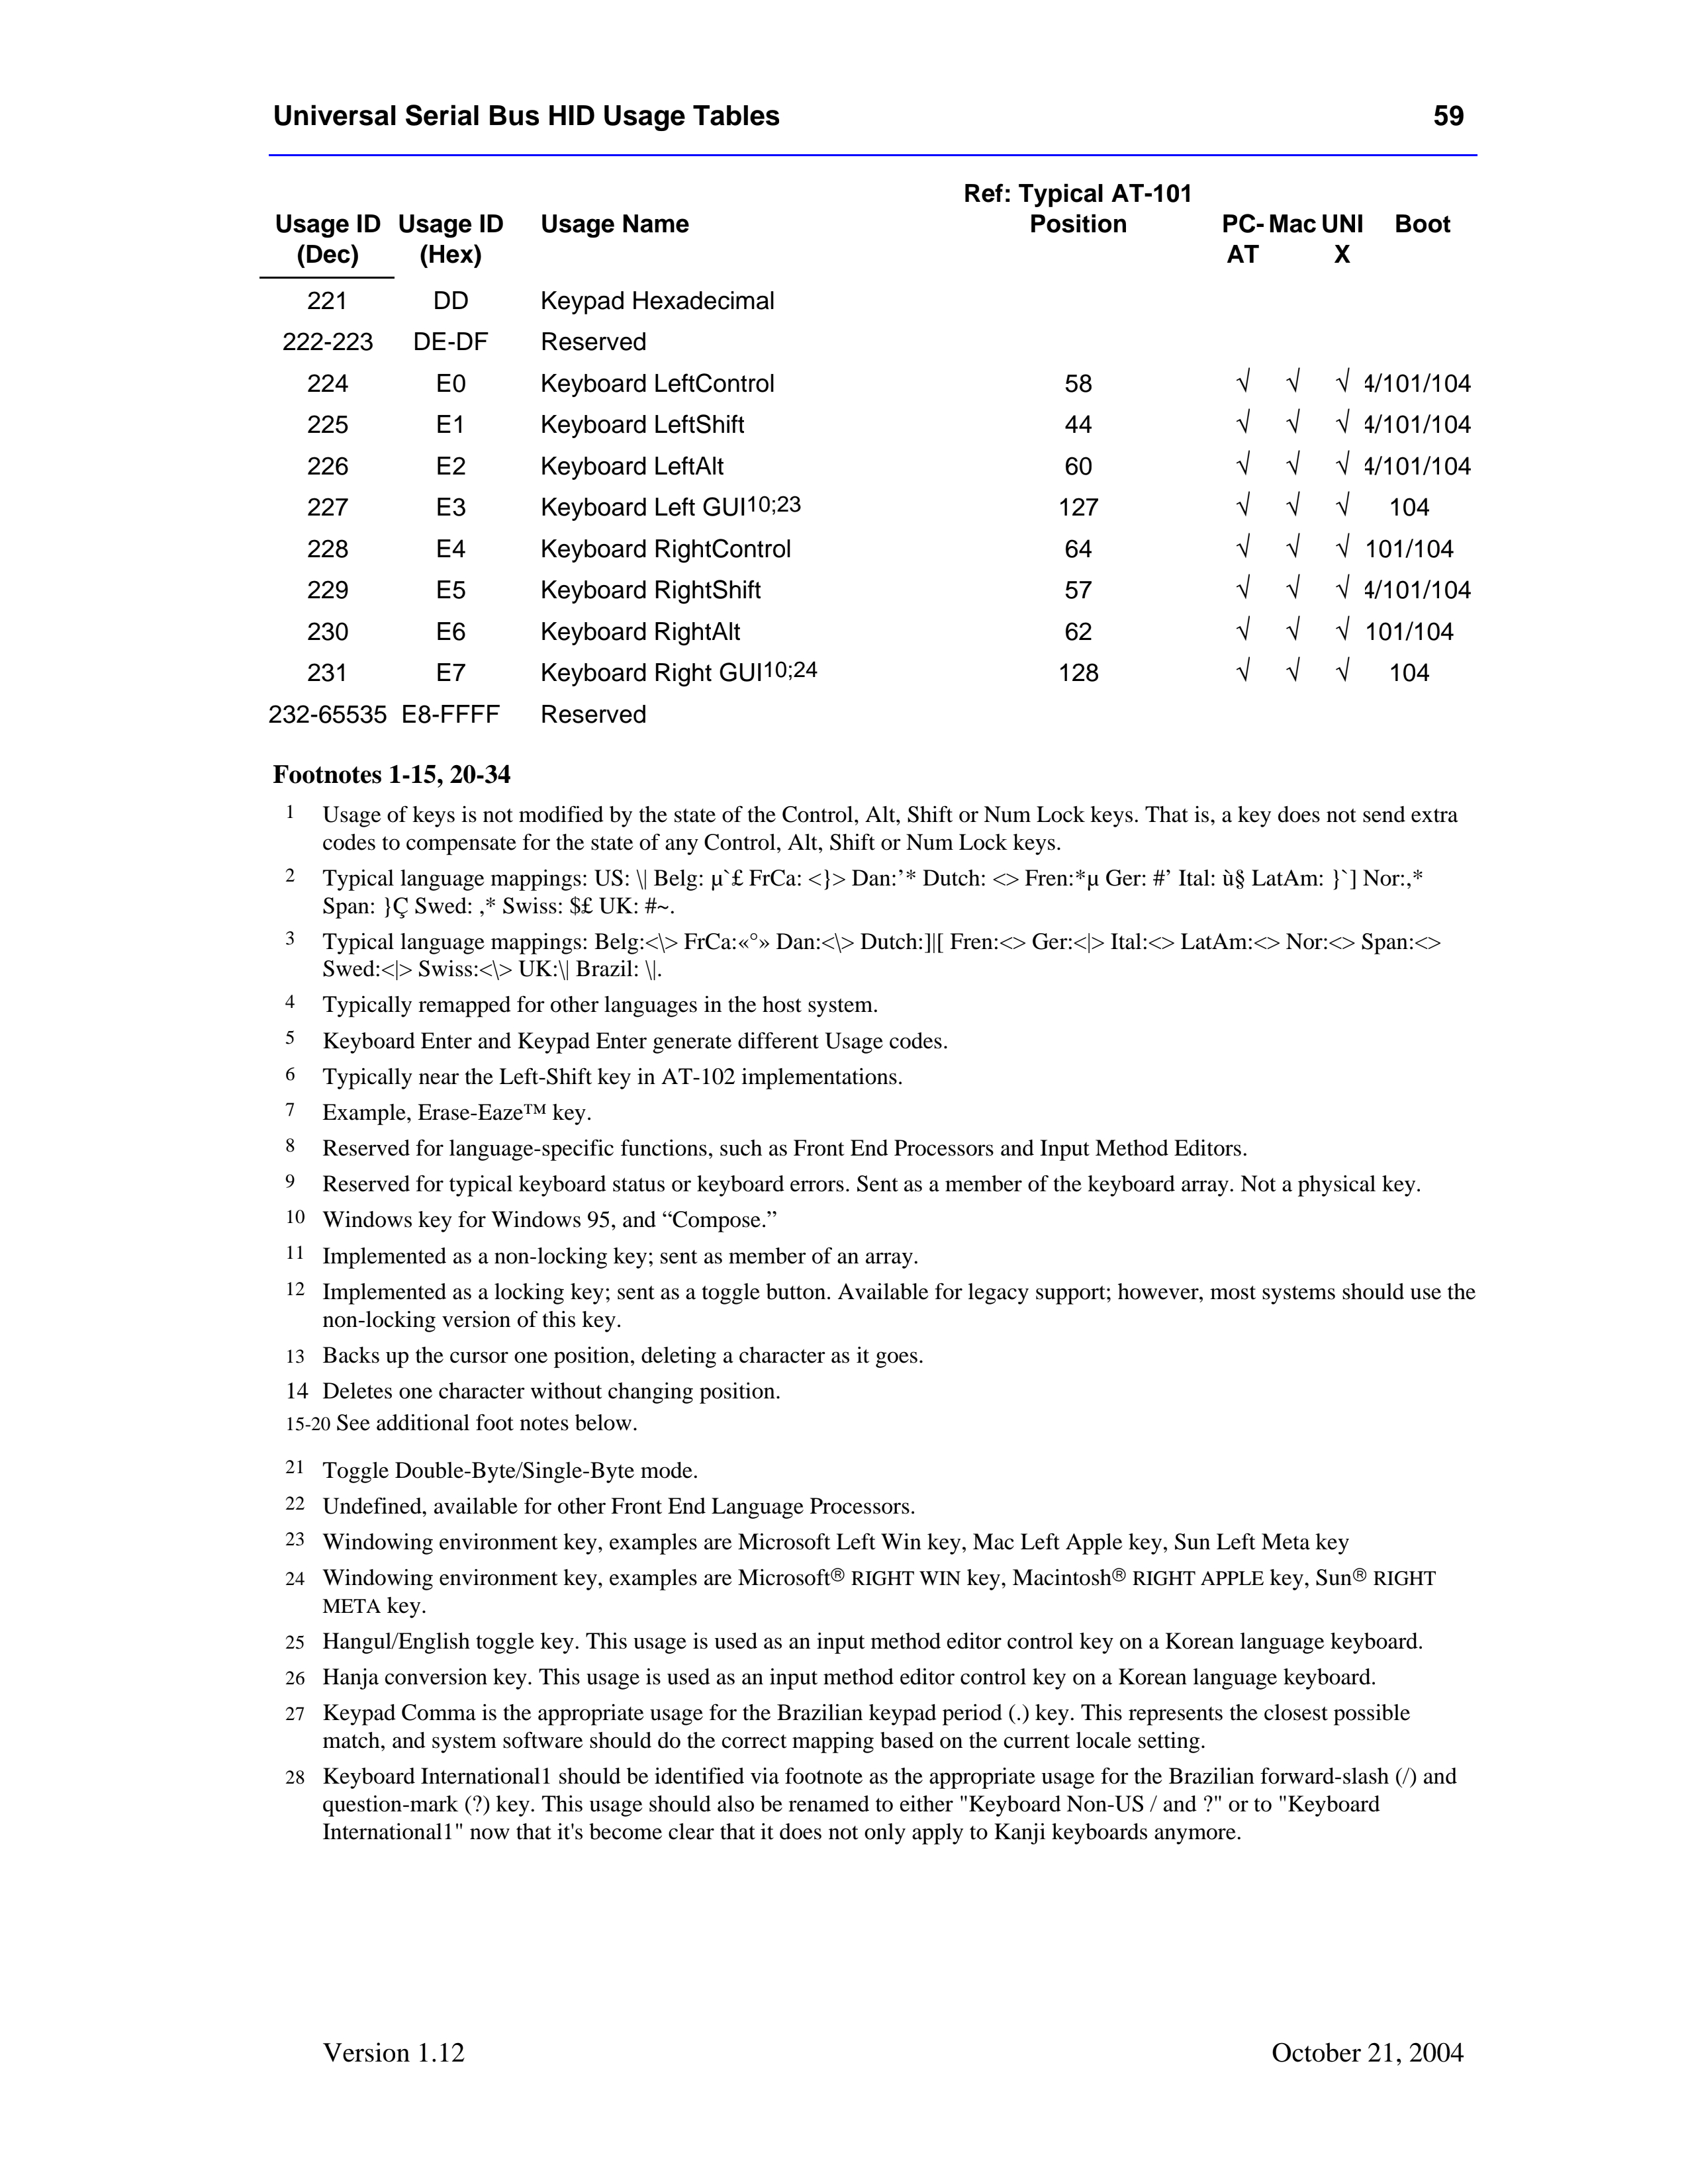 Universal Serial Bus HID Usage Tables 59
Ref: Typical AT-101
Usage ID Usage ID Usage Name Position PC- Mac UNI Boot
(Dec) (Hex) AT X
221 DD Keypad Hexadecimal
222-223 DE-DF Reserved
224 E0 Keyboard LeftControl 58 √ √ √ 4/101/104
225 E1 Keyboard LeftShift 44 √ √ √ 4/101/104
226 E2 Keyboard LeftAlt 60 √ √ √ 4/101/104
227 E3 Keyboard Left GUI10;23 127 √ √ √ 104
228 E4 Keyboard RightControl 64 √ √ √ 101/104
229 E5 Keyboard RightShift 57 √ √ √ 4/101/104
230 E6 Keyboard RightAlt 62 √ √ √ 101/104
231 E7 Keyboard Right GUI10;24 128 √ √ √ 104
232-65535 E8-FFFF Reserved
Footnotes 1-15, 20-34
1 Usage of keys is not modified by the state of the Control, Alt, Shift or Num Lock keys. That is, a key does not send extra
codes to compensate for the state of any Control, Alt, Shift or Num Lock keys.
2 Typical language mappings: US: \| Belg: µ`£ FrCa: <}> Dan:’* Dutch: <> Fren:*µ Ger: #’ Ital: ù§ LatAm: }`] Nor:,*
Span: }Ç Swed: ,* Swiss: $£ UK: #~.
3 Typical language mappings: Belg:<\> FrCa:«°» Dan:<\> Dutch:]|[ Fren:<> Ger:<|> Ital:<> LatAm:<> Nor:<> Span:<>
Swed:<|> Swiss:<\> UK:\| Brazil: \|.
4 Typically remapped for other languages in the host system.
5 Keyboard Enter and Keypad Enter generate different Usage codes.
6 Typically near the Left-Shift key in AT-102 implementations.
7 Example, Erase-Eaze™ key.
8 Reserved for language-specific functions, such as Front End Processors and Input Method Editors.
9 Reserved for typical keyboard status or keyboard errors. Sent as a member of the keyboard array. Not a physical key.
10 Windows key for Windows 95, and “Compose.”
11 Implemented as a non-locking key; sent as member of an array.
12 Implemented as a locking key; sent as a toggle button. Available for legacy support; however, most systems should use the
non-locking version of this key.
13 Backs up the cursor one position, deleting a character as it goes.
14 Deletes one character without changing position.
15-20 See additional foot notes below.
21 Toggle Double-Byte/Single-Byte mode.
22 Undefined, available for other Front End Language Processors.
23 Windowing environment key, examples are Microsoft Left Win key, Mac Left Apple key, Sun Left Meta key
24 Windowing environment key, examples are Microsoft® RIGHT WIN key, Macintosh® RIGHT APPLE key, Sun® RIGHT
META key.
25 Hangul/English toggle key. This usage is used as an input method editor control key on a Korean language keyboard.
26 Hanja conversion key. This usage is used as an input method editor control key on a Korean language keyboard.
27 Keypad Comma is the appropriate usage for the Brazilian keypad period (.) key. This represents the closest possible
match, and system software should do the correct mapping based on the current locale setting.
28 Keyboard International1 should be identified via footnote as the appropriate usage for the Brazilian forward-slash (/) and
question-mark (?) key. This usage should also be renamed to either "Keyboard Non-US / and ?" or to "Keyboard
International1" now that it's become clear that it does not only apply to Kanji keyboards anymore.
Version 1.12 October 21, 2004